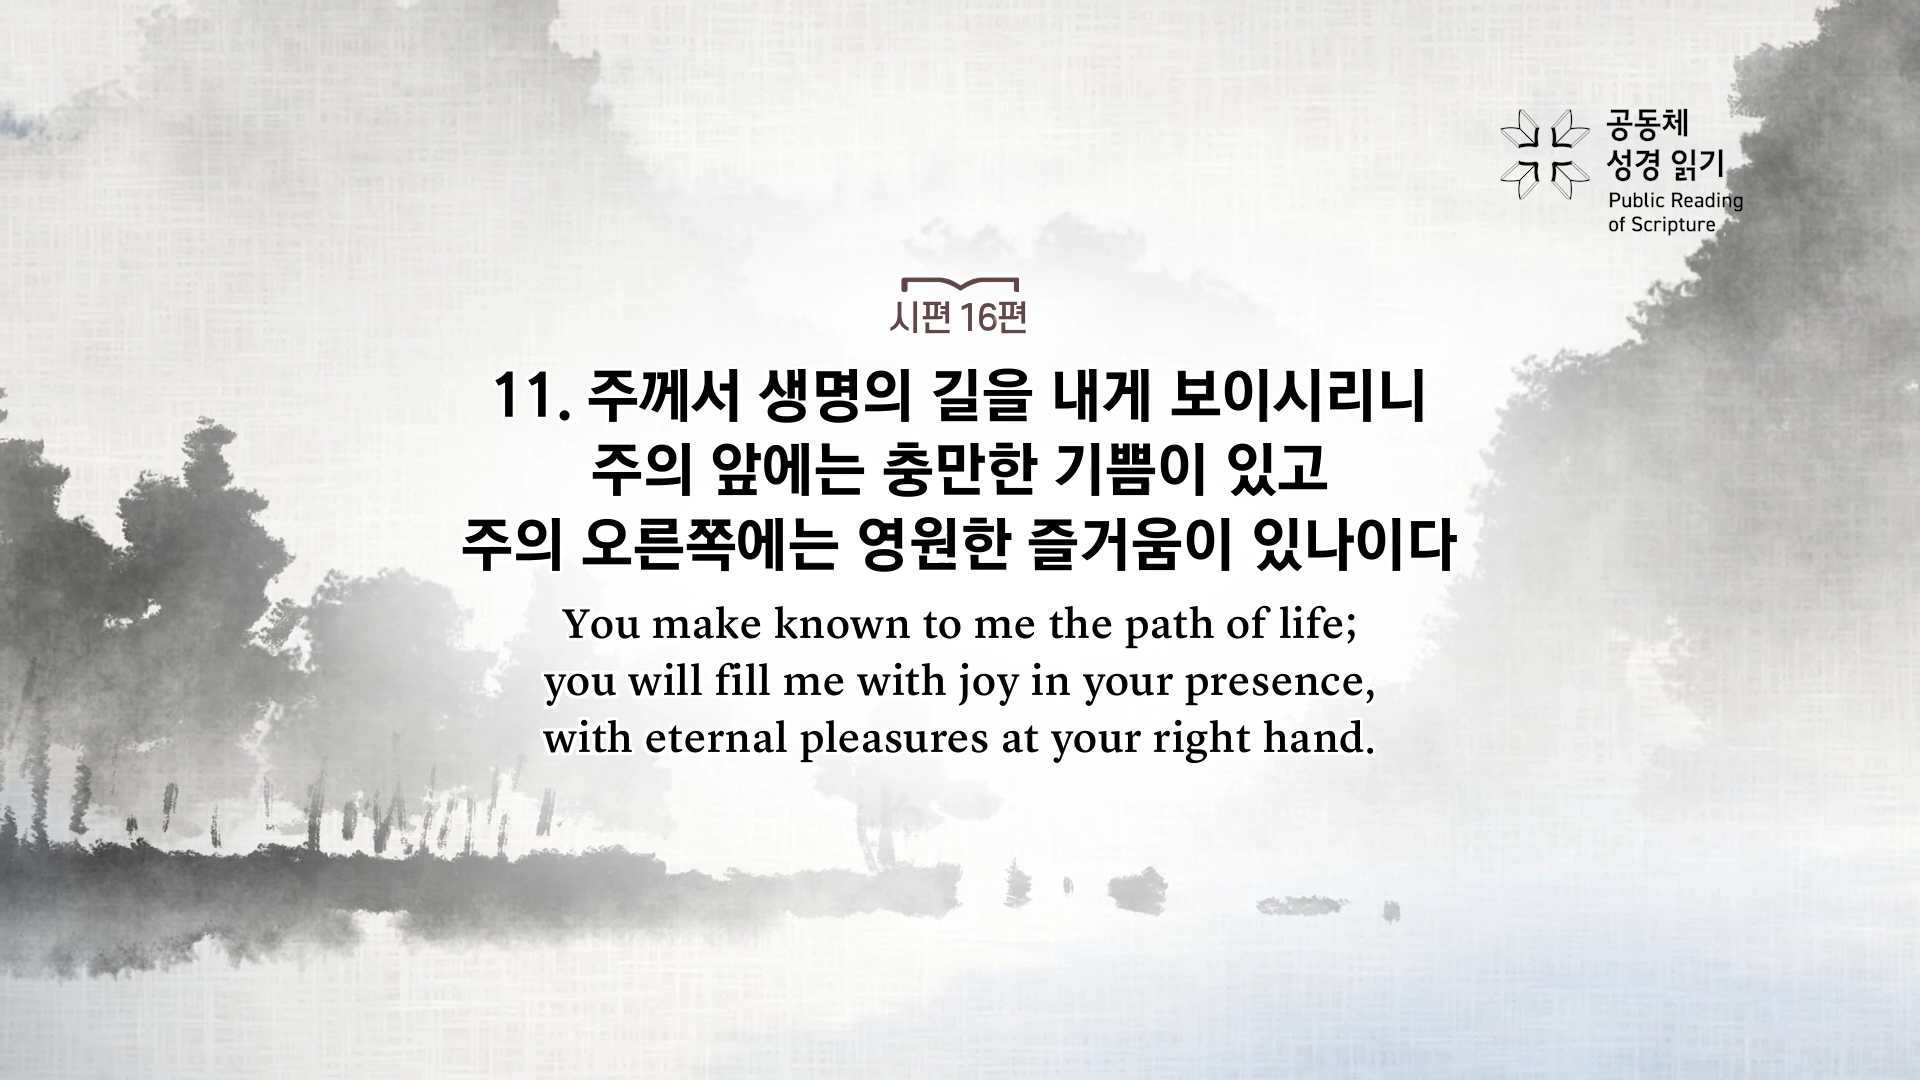 공동체
성경 읽기
Public Reading
of Scripture
시편 16편
11. 주께서 생명의 길을 내게 보이시리니
주의 앞에는 충만한 기쁨이 있고
주의 오른쪽에는 영원한 즐거움이 있나이다
You make known to me the path of life;
you will fill me with joy in your presence,
with eternal pleasures at your right hand.